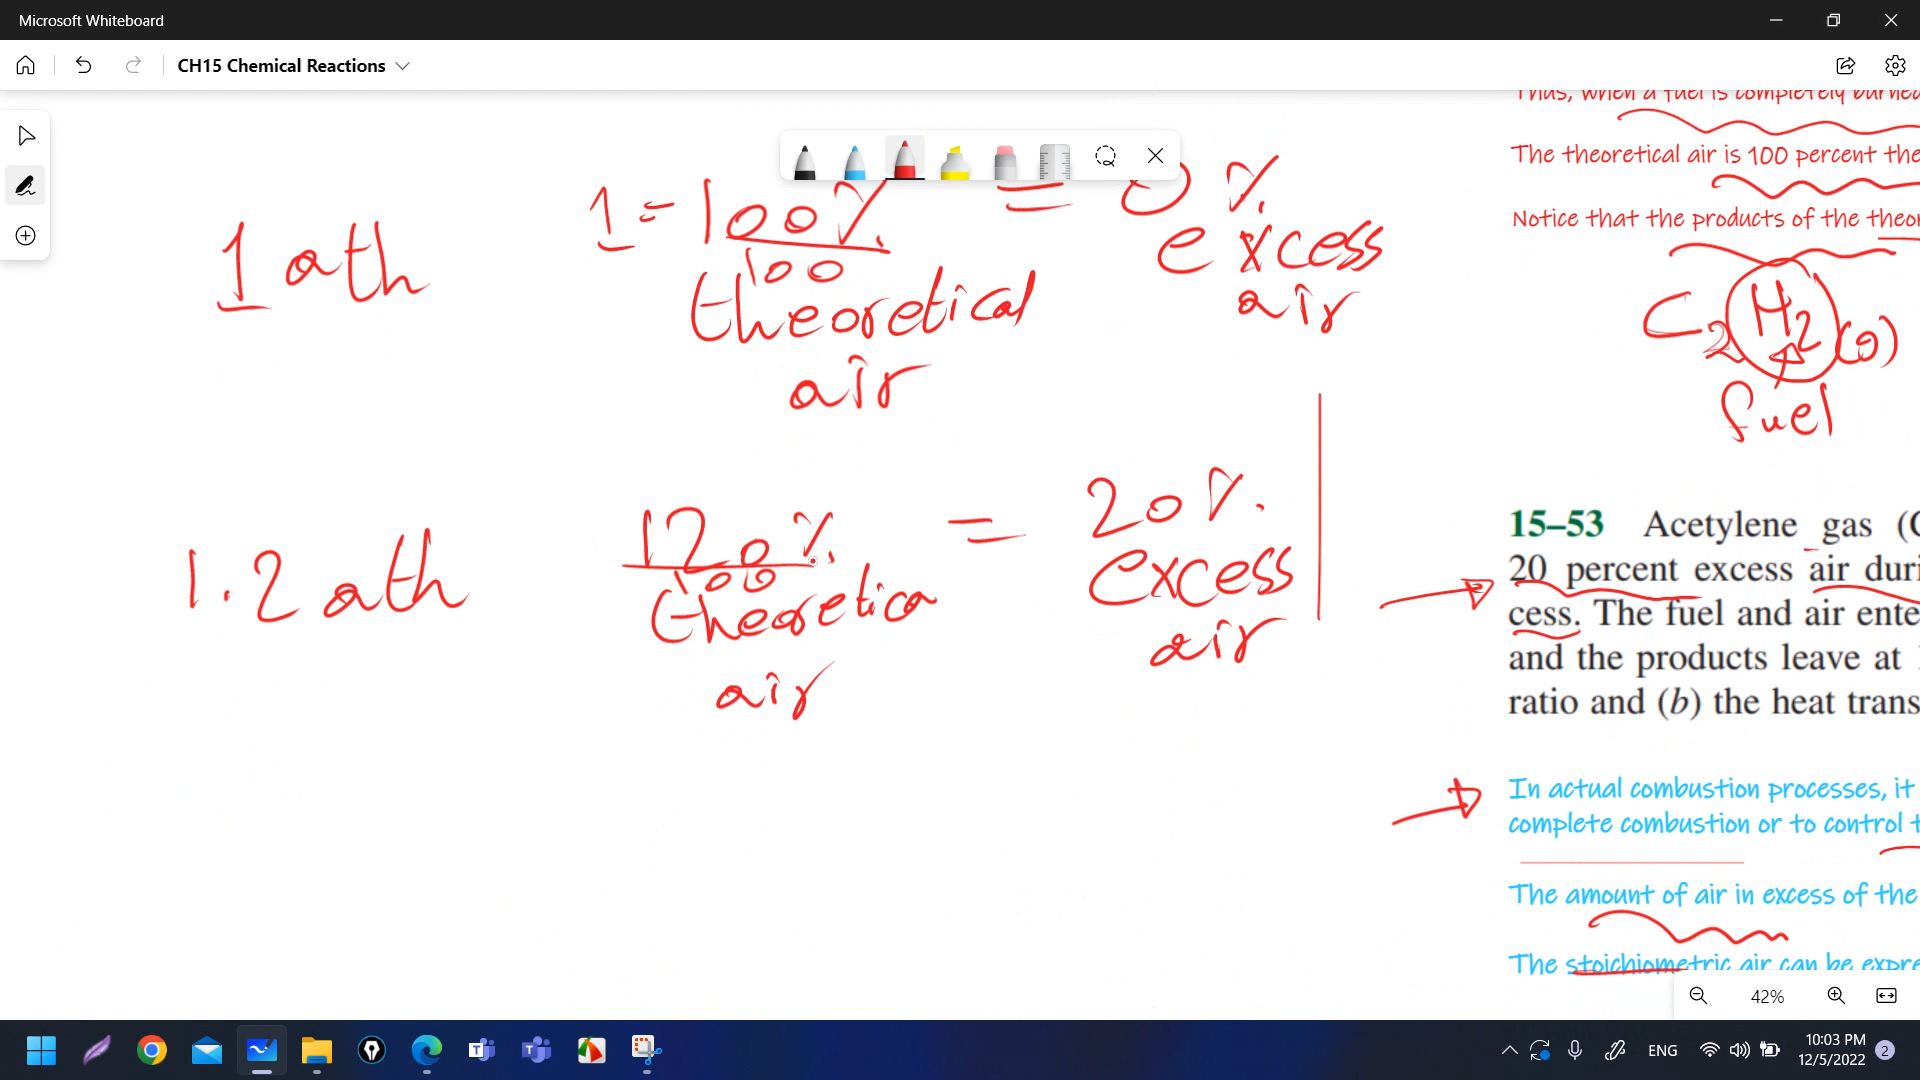 Microsoft Whiteboard
CH15 Chemical Reactions
1 ath
1 = 100%
100
theoretical
air
= 0 %
excess
air
1.2 ath
120%
100
theoretica
air
= 20%
excess
air
Thus, when a fuel is completely burned
The theoretical air is 100 percent the
Notice that the products of the theor
C2 H2 (g)
fuel
15–53 Acetylene gas (C
20 percent excess air duri
cess. The fuel and air ente
and the products leave at 1
ratio and (b) the heat trans
In actual combustion processes, it
complete combustion or to control t
The amount of air in excess of the
The stoichiometric air can be expre
42%
ENG
10:03 PM
12/5/2022
2